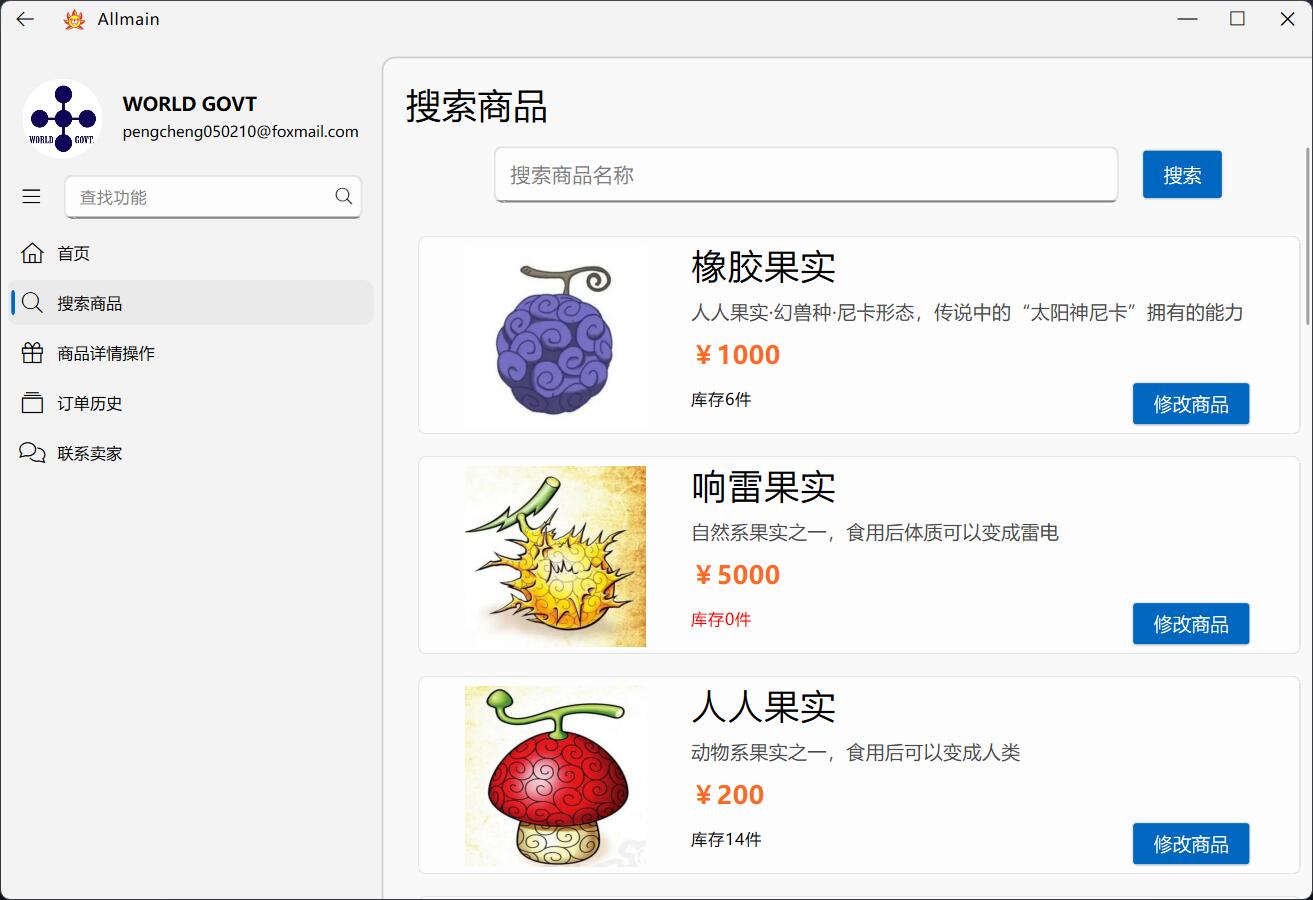 Allmain
WORLD GOVT.
WORLD GOVT
pengcheng050210@foxmail.com
查找功能
首页
搜索商品
商品详情操作
订单历史
联系卖家
搜索商品
搜索商品名称
搜索
橡胶果实
人人果实·幻兽种·尼卡形态，传说中的“太阳神尼卡”拥有的能力
￥1000
库存6件
修改商品
响雷果实
自然系果实之一，食用后体质可以变成雷电
￥5000
库存0件
修改商品
人人果实
动物系果实之一，食用后可以变成人类
￥200
库存14件
修改商品